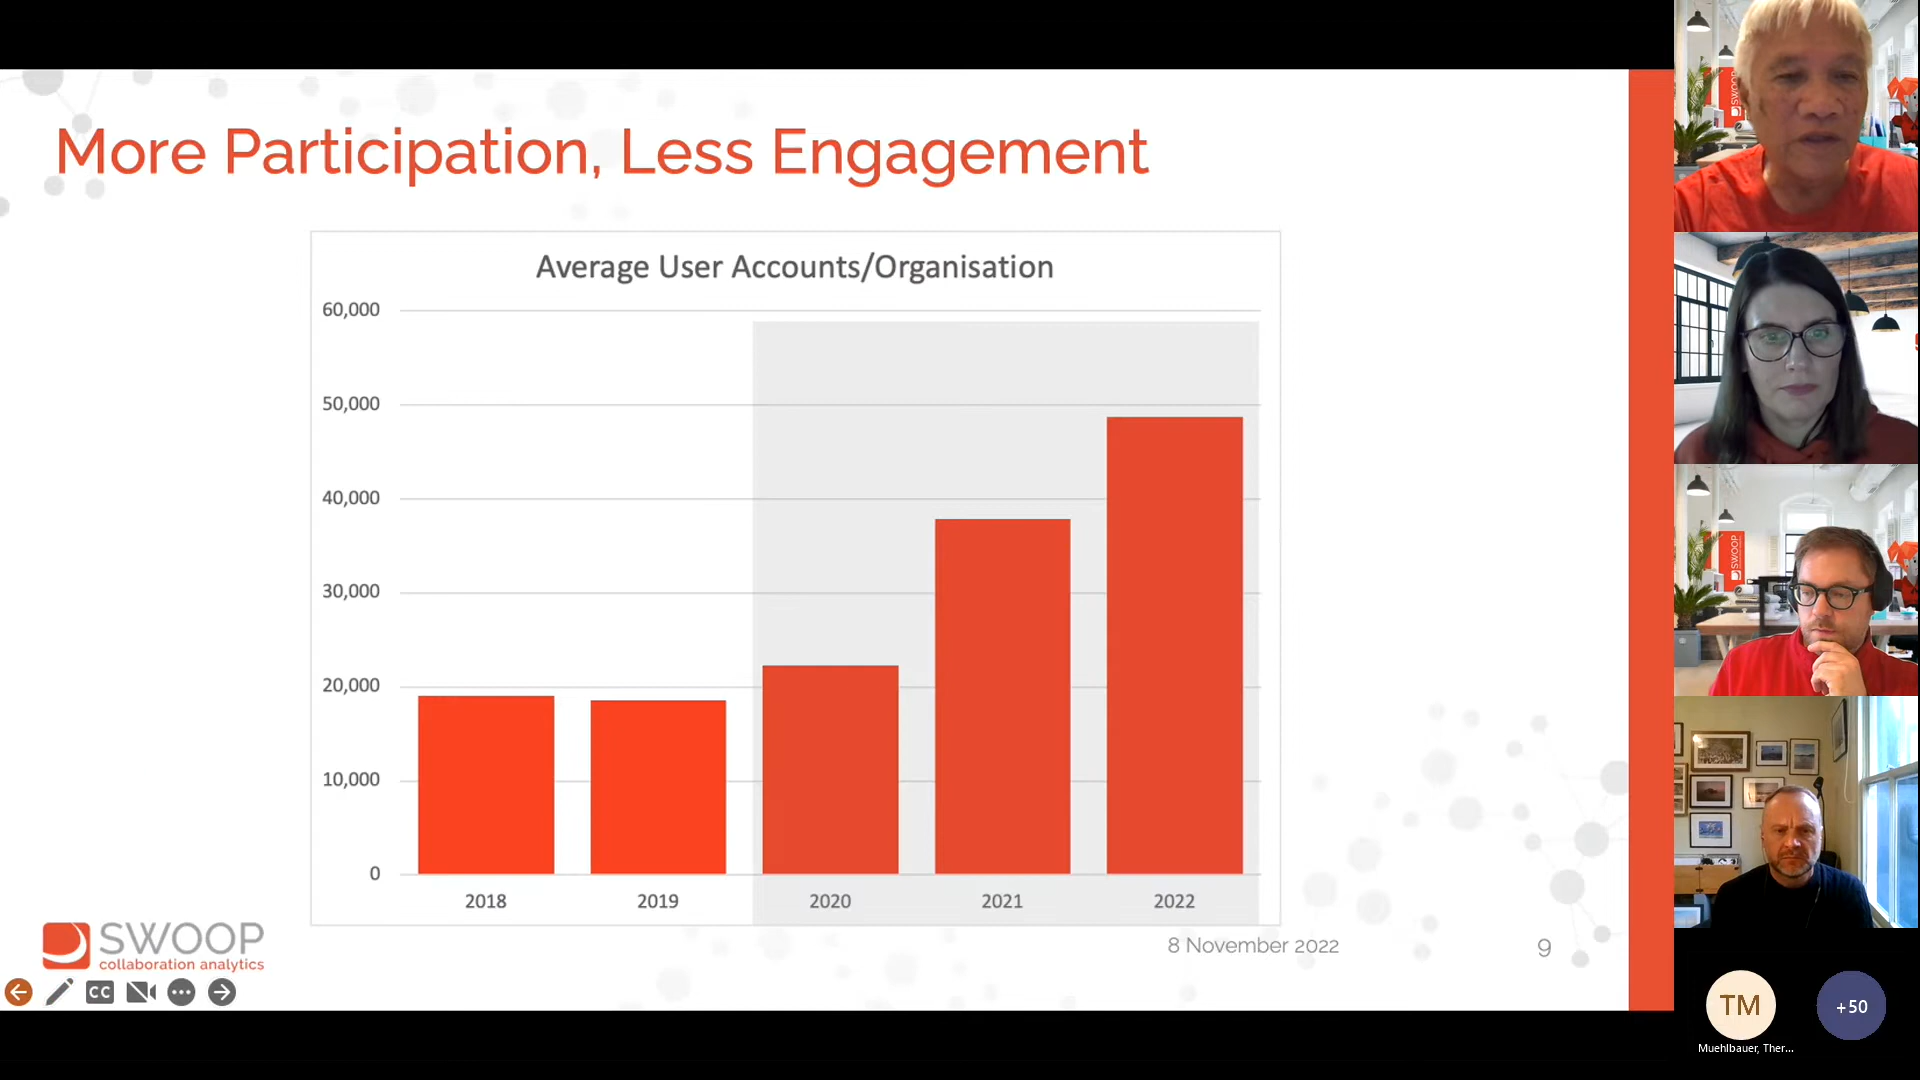 More Participation, Less Engagement
Average User Accounts/Organisation
60,000
50,000
40,000
30,000
20,000
10,000
0
2018 2019 2020 2021 2022
SWOOP
collaboration analytics
8 November 2022
9
CC
SWOOP
SWOOP
TM
+50
Muehlbauer, Ther...